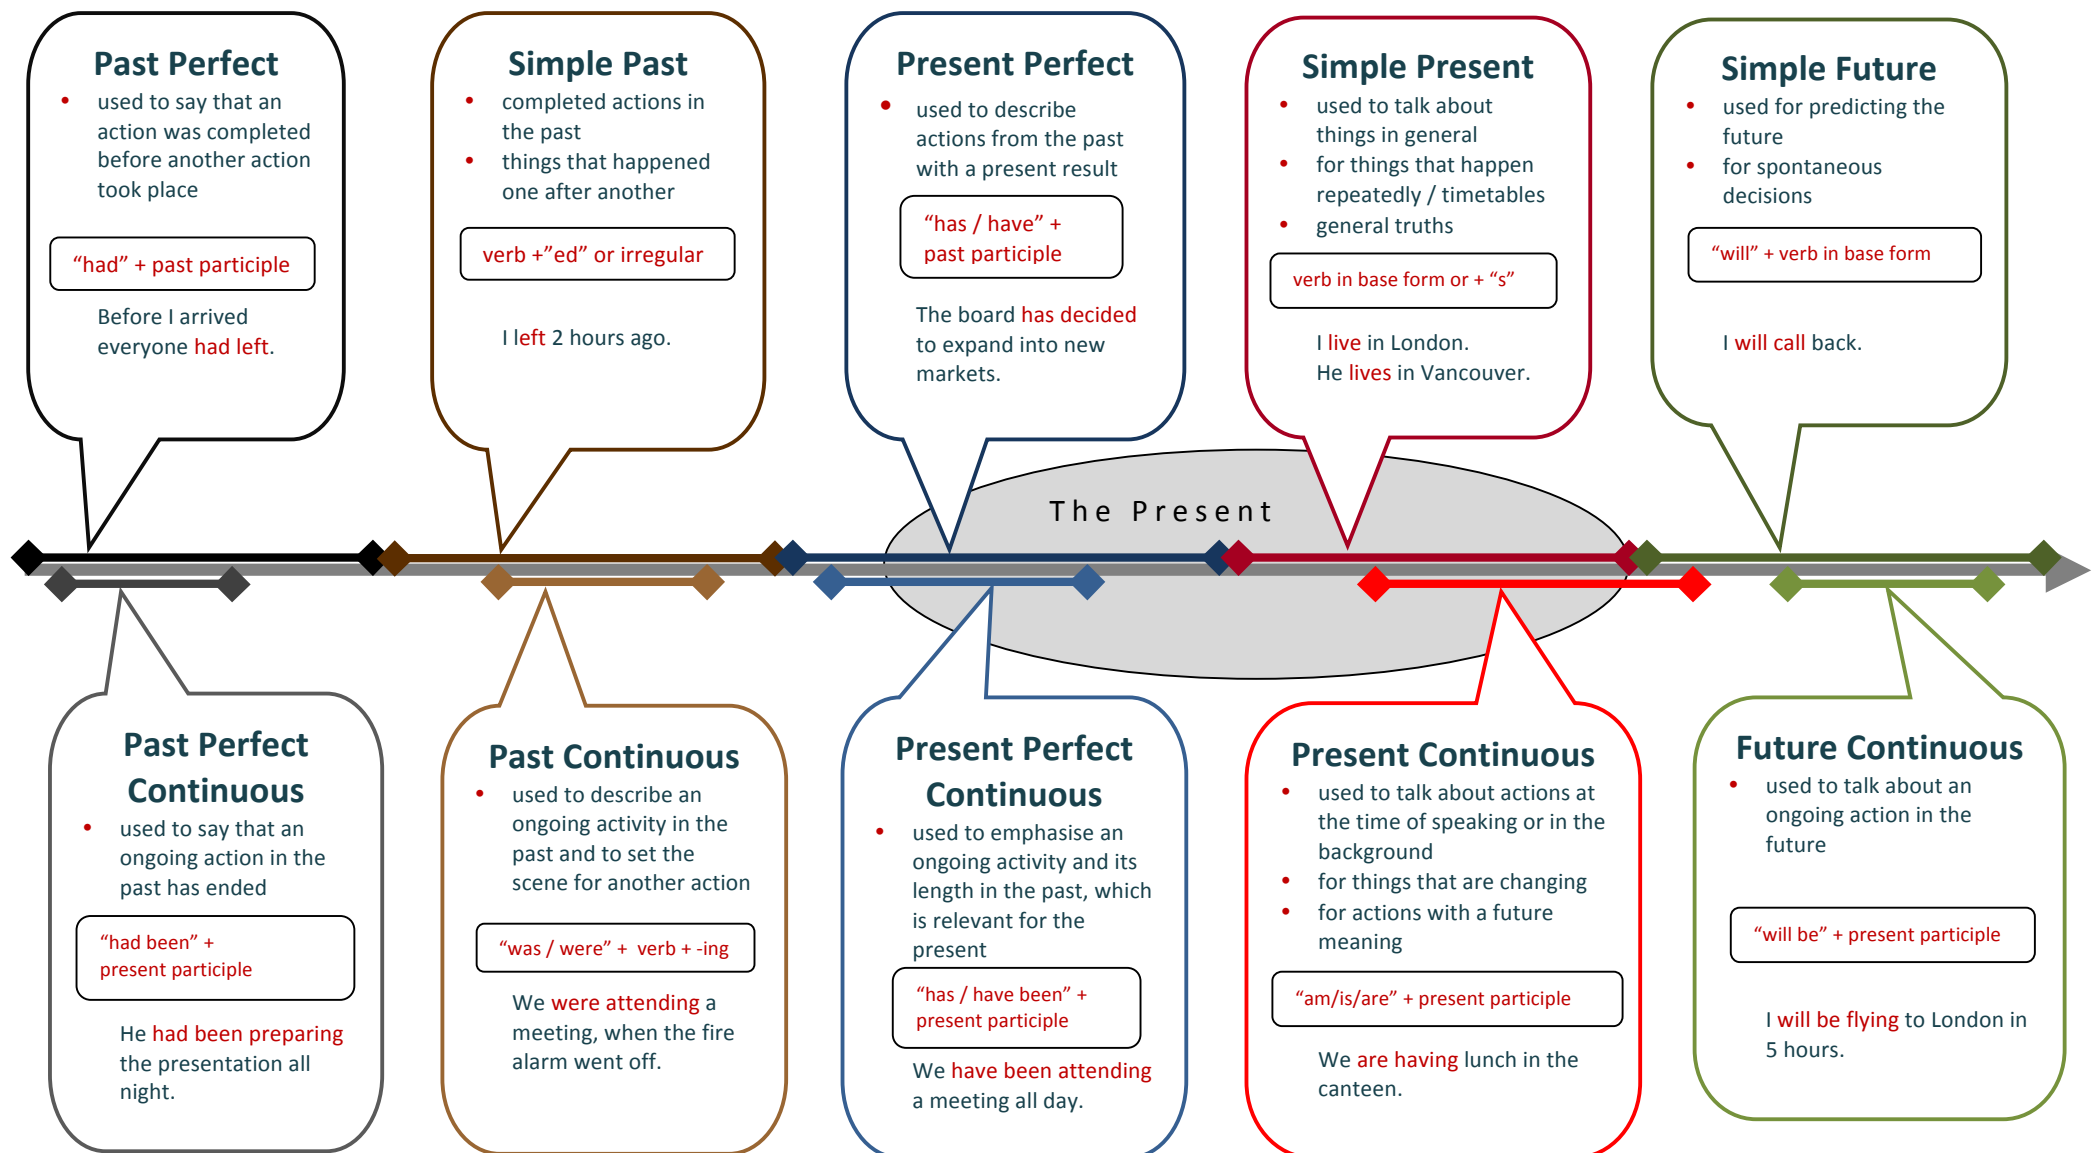 Past Perfect
• used to say that an
action was completed
before another action
took place
“had” + past participle
Before I arrived
everyone had left.
Simple Past
• completed actions in
the past
• things that happened
one after another
verb +”ed” or irregular
I left 2 hours ago.
Present Perfect
• used to describe
actions from the past
with a present result
“has / have” +
past participle
The board has decided
to expand into new
markets.
Simple Present
• used to talk about
things in general
• for things that happen
repeatedly / timetables
• general truths
verb in base form or + “s”
I live in London.
He lives in Vancouver.
Simple Future
• used for predicting the
future
• for spontaneous
decisions
“will” + verb in base form
I will call back.
The Present
Past Perfect
Continuous
• used to say that an
ongoing action in the
past has ended
“had been” +
present participle
He had been preparing
the presentation all
night.
Past Continuous
• used to describe an
ongoing activity in the
past and to set the
scene for another action
“was / were” + verb + -ing
We were attending a
meeting, when the fire
alarm went off.
Present Perfect
Continuous
• used to emphasise an
ongoing activity and its
length in the past, which
is relevant for the
present
“has / have been” +
present participle
We have been attending
a meeting all day.
Present Continuous
• used to talk about actions at
the time of speaking or in the
background
• for things that are changing
• for actions with a future
meaning
“am/is/are” + present participle
We are having lunch in the
canteen.
Future Continuous
• used to talk about an
ongoing action in the
future
“will be” + present participle
I will be flying to London in
5 hours.